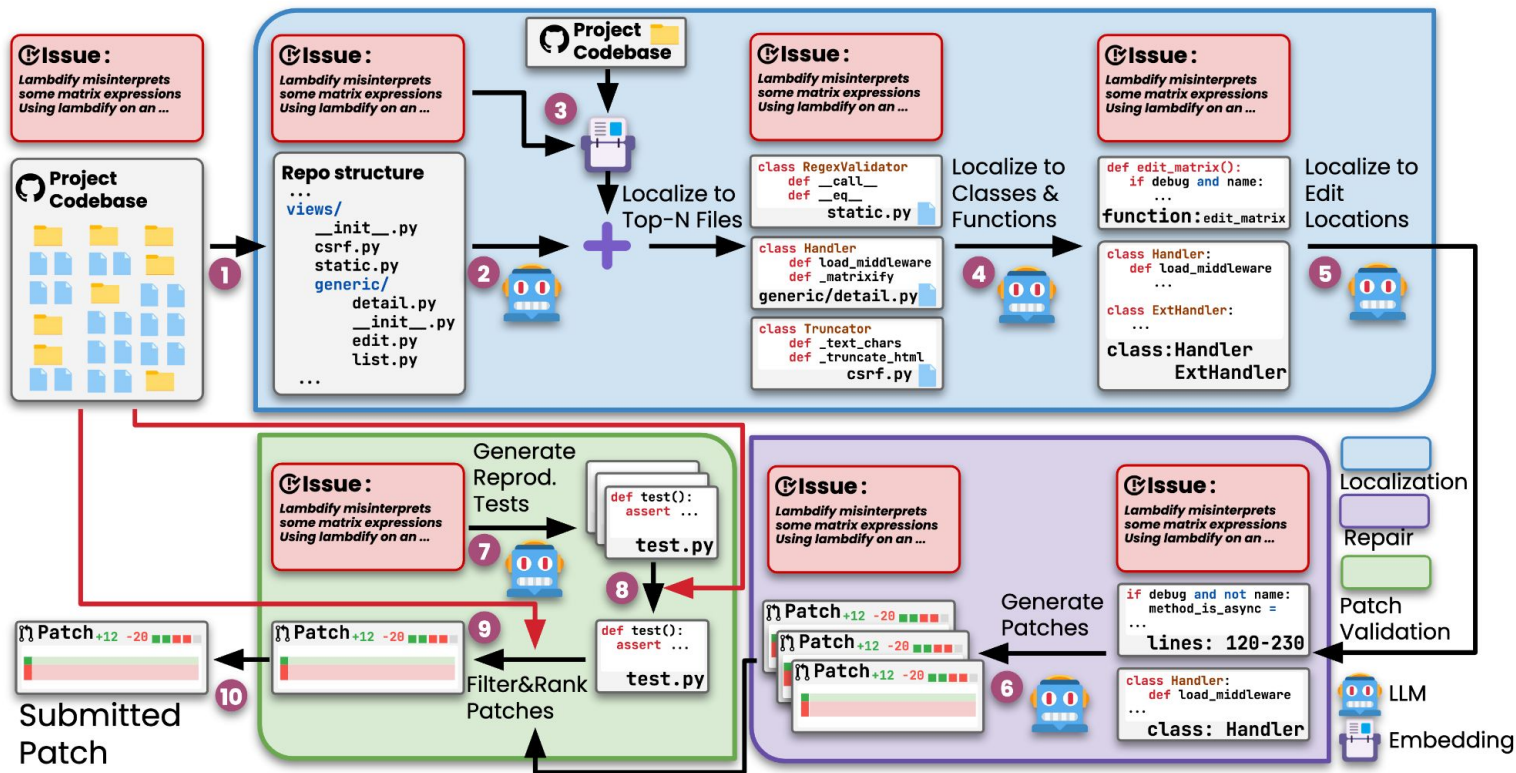 Issue:
Lambdify misinterprets
some matrix expressions
Using lambdify on an ...
Project
Codebase
1
Issue:
Lambdify misinterprets
some matrix expressions
Using lambdify on an ...
Repo structure
...
views/
__init__.py
csrf.py
static.py
generic/
detail.py
__init__.py
edit.py
list.py
...
2
Project
Codebase
3
Localize to
Top-N Files
Issue:
Lambdify misinterprets
some matrix expressions
Using lambdify on an ...
class RegexValidator
def __call__
def __eq__
static.py
class Handler
def load_middleware
def _matrixify
generic/detail.py
class Truncator
def _text_chars
def _truncate_html
csrf.py
Localize to
Classes &
Functions
4
Issue:
Lambdify misinterprets
some matrix expressions
Using lambdify on an ...
def edit_matrix():
if debug and name:
...
function:edit_matrix
class Handler:
def load_middleware
...
class ExtHandler:
...
class:Handler
ExtHandler
Localize to
Edit
Locations
5
Issue:
Lambdify misinterprets
some matrix expressions
Using lambdify on an ...
if debug and not name:
method_is_async =
...
lines: 120-230
class Handler:
def load_middleware
...
class: Handler
Generate
Patches
6
Issue:
Lambdify misinterprets
some matrix expressions
Using lambdify on an ...
Patch +12 -20
Patch +12 -20
Patch +12 -20
Issue:
Lambdify misinterprets
some matrix expressions
Using lambdify on an ...
Generate
Reprod.
Tests
7
def test():
assert ...
test.py
8
def test():
assert ...
test.py
9
Filter&Rank
Patches
Patch +12 -20
10
Patch +12 -20
Submitted
Patch
Localization
Repair
Patch
Validation
LLM
Embedding